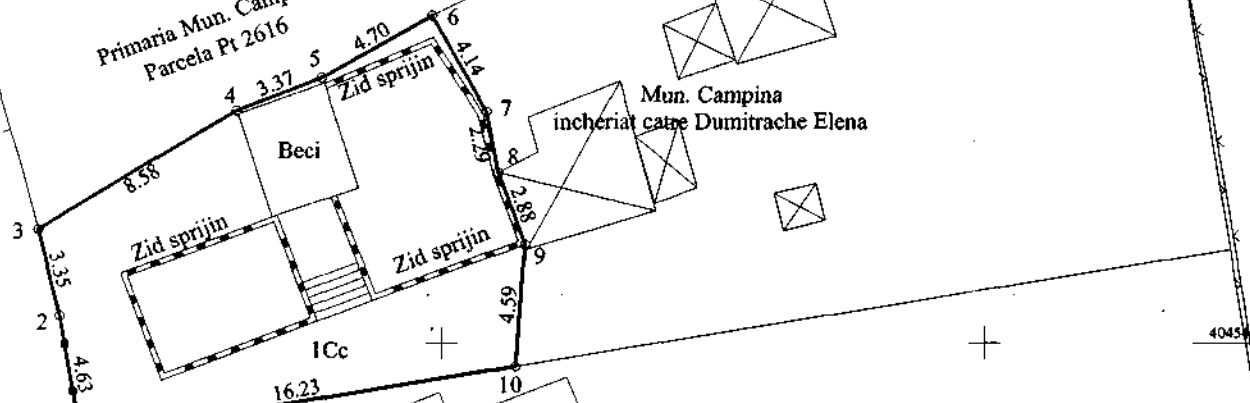 Primaria Mun. Camp
Parcela Pt 2616
6
4.70
5
4.14
3.37
Zid sprijin
4
7
Mun. Campina
incheriat catre Dumitrache Elena
Beci
2.29
8
8.58
2.88
3
Zid sprijin
Zid sprijin
9
3.35
4.59
2
4045
1Cc
4.63
10
16.23